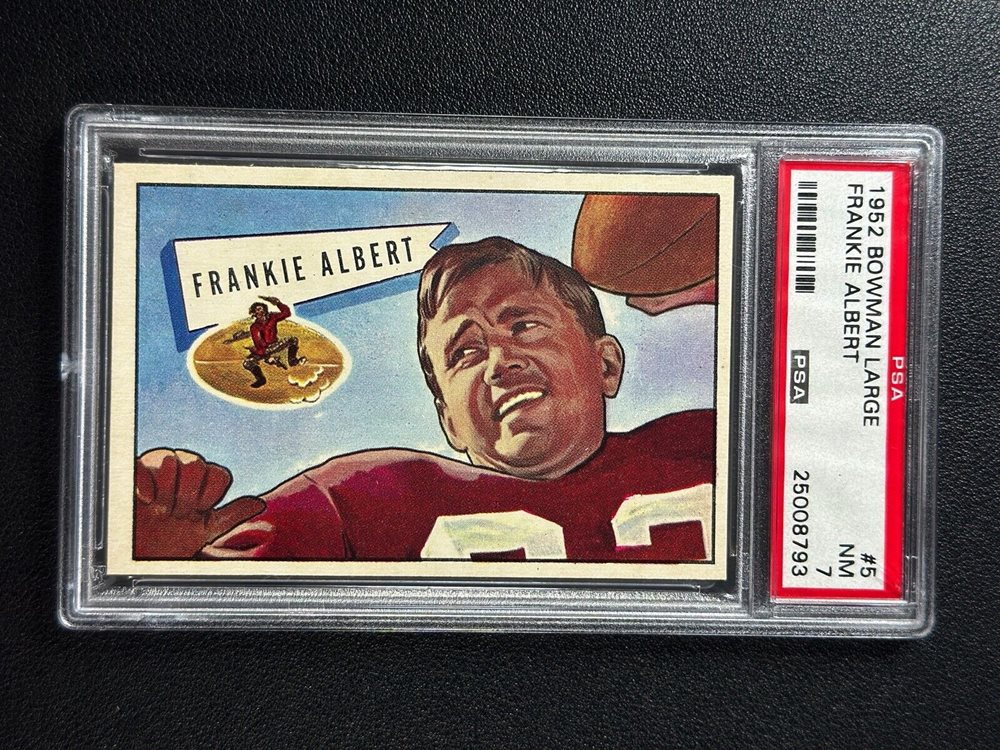 FRANKIE ALBERT
1952 BOWMAN LARGE #5
FRANKIE ALBERT NM 7
PSA 25008793
PSA